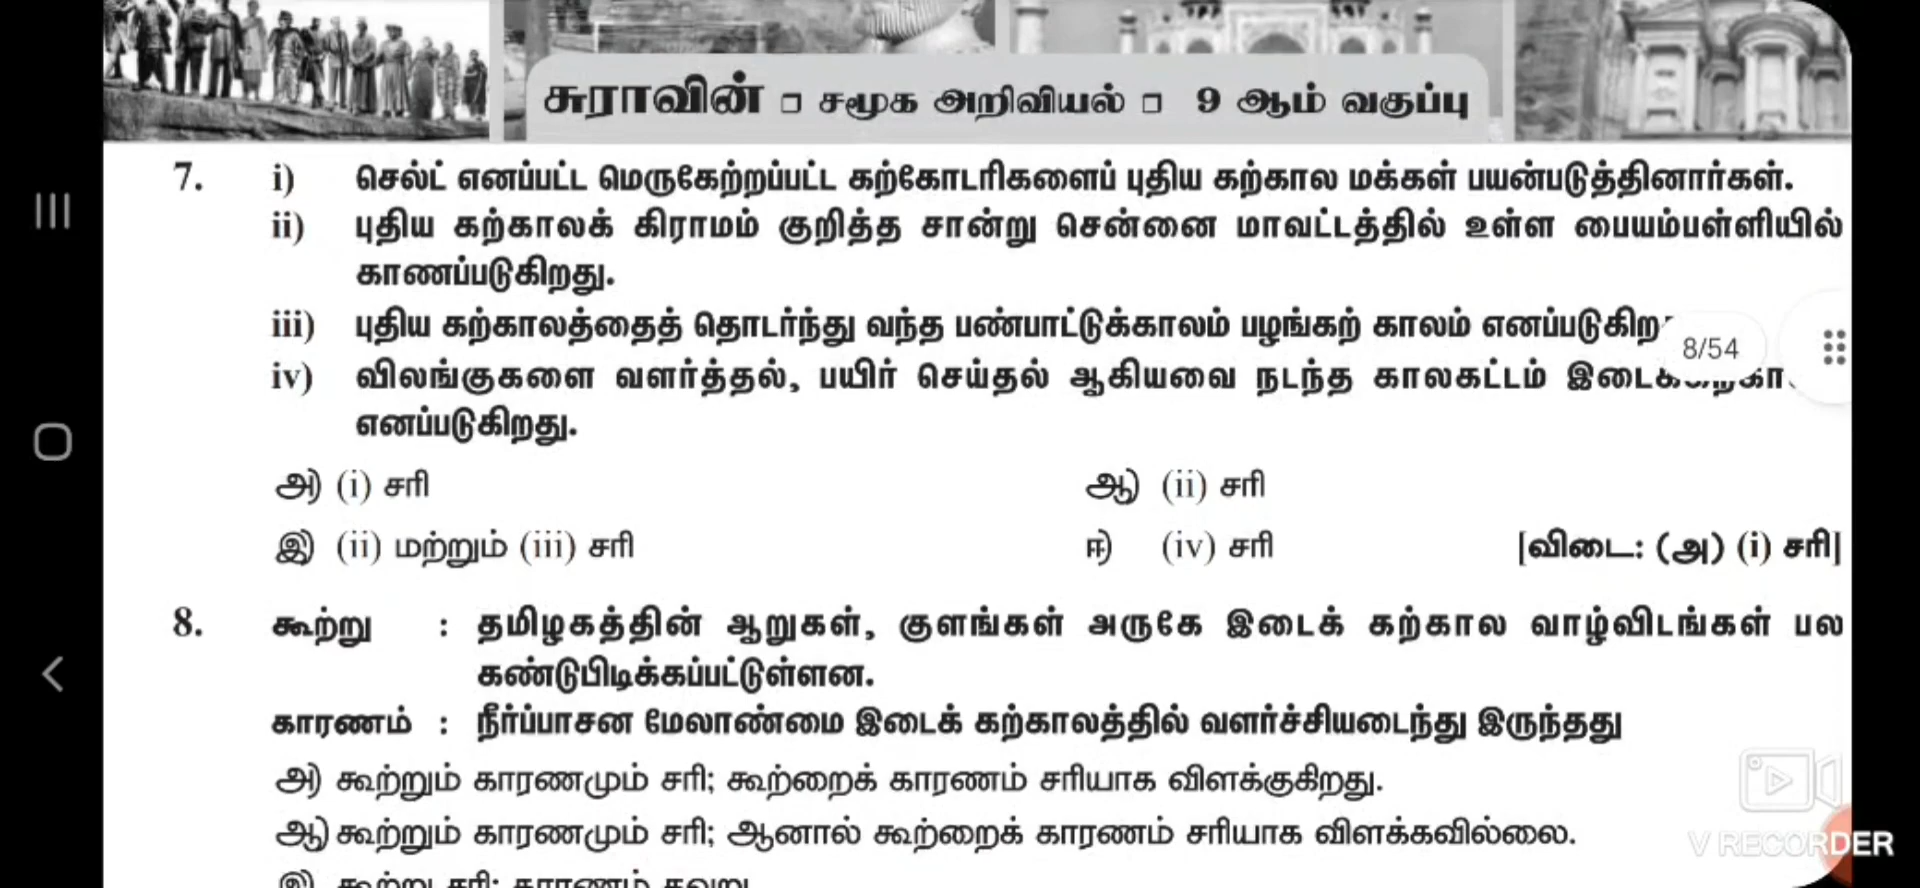 சுராவின் □ சமூக அறிவியல் □ 9 ஆம் வகுப்பு
7. i) செல்ட் எனப்பட்ட மெருகேற்றப்பட்ட கற்கோடரிகளைப் புதிய கற்கால மக்கள் பயன்படுத்தினார்கள்.
ii) புதிய கற்காலக் கிராமம் குறித்த சான்று சென்னை மாவட்டத்தில் உள்ள பையம்பள்ளியில்
காணப்படுகிறது.
iii) புதிய கற்காலத்தைத் தொடர்ந்து வந்த பண்பாட்டுக்காலம் பழங்கற் காலம்
8/54
iv) விலங்குகளை வளர்த்தல், பயிர் செய்தல் ஆகியவை நடந்த காலகட்டம்
எனப்படுகிறது.
அ) (i) சரி ஆ) (ii) சரி
இ) (ii) மற்றும் (iii) சரி ஈ) (iv) சரி [விடை: (அ) (i) சரி]
8. கூற்று : தமிழகத்தின் ஆறுகள், குளங்கள் அருகே இடைக் கற்கால வாழ்விடங்கள் பல
கண்டுபிடிக்கப்பட்டுள்ளன.
காரணம் : நீர்ப்பாசன மேலாண்மை இடைக் கற்காலத்தில் வளர்ச்சியடைந்து இருந்தது
அ) கூற்றும் காரணமும் சரி; கூற்றைக் காரணம் சரியாக விளக்குகிறது.
ஆ) கூற்றும் காரணமும் சரி; ஆனால் கூற்றைக் காரணம் சரியாக விளக்கவில்லை.
V RECORDER